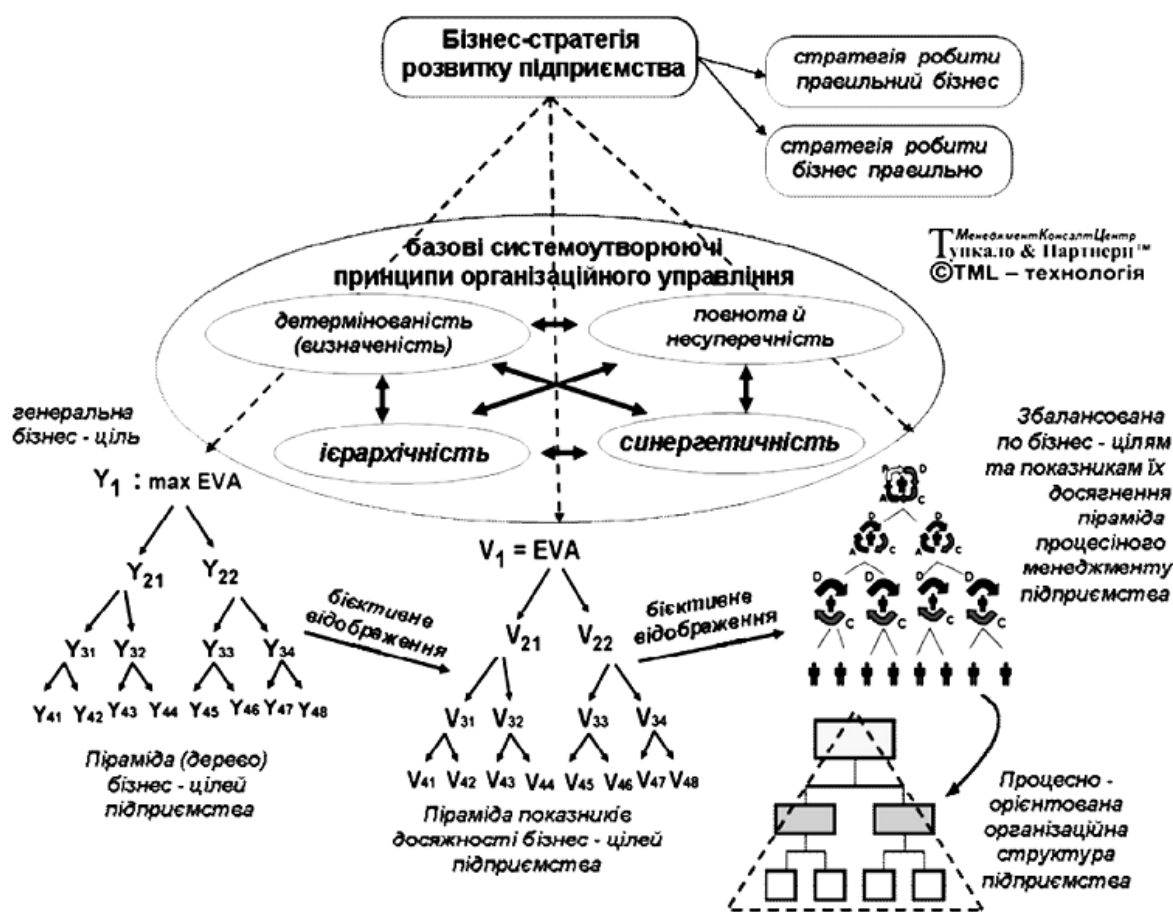 Бізнес-стратегія
розвитку підприємства
стратегія робити
правильний бізнес
стратегія робити
бізнес правильно
МенеджментКонсалтЦентр
Тупкало & Партнери™
©TML – технологія
базові системоутворюючі
принципи організаційного управління
детермінованість
(визначеність)
повнота й
несуперечність
ієрархічність
синергетичність
генеральна
бізнес - ціль
Y1 : max EVA
Y21 Y22
Y31 Y32 Y33 Y34
Y41 Y42 Y43 Y44 Y45 Y46 Y47 Y48
Піраміда (дерево)
бізнес - цілей
підприємства
бієктивне
відображення
V1 = EVA
V21 V22
V31 V32 V33 V34
V41 V42 V43 V44 V45 V46 V47 V48
Піраміда показників
досяжності бізнес - цілей
підприємства
бієктивне
відображення
Збалансована
по бізнес - цілям
та показникам їх
досягнення
піраміда
процесіного
менеджменту
підприємства
P D
A C
D D
A C A C
D D D D
C C C C
Процесно -
орієнтована
організаційна
структура
підприємства